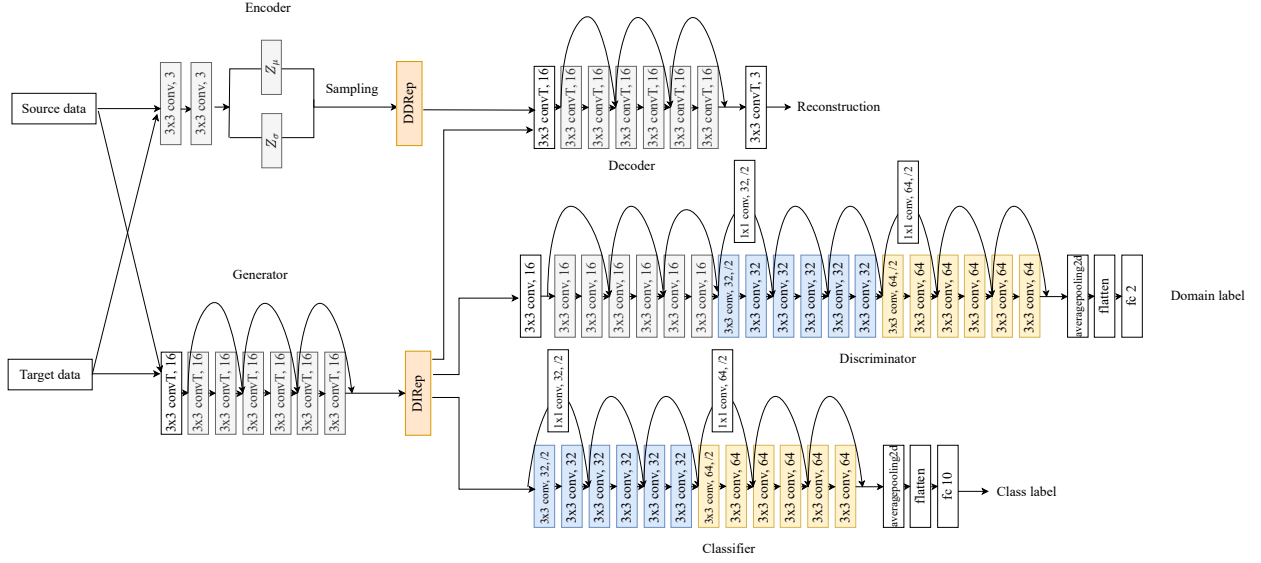 Encoder
Source data
3x3 conv, 3
3x3 conv, 3
Zμ
Zσ
Sampling
DDRep
3x3 convT, 16
3x3 convT, 16
3x3 convT, 16
3x3 convT, 16
3x3 convT, 16
3x3 convT, 16
3x3 convT, 16
3x3 convT, 3
Reconstruction
Decoder
Target data
Generator
3x3 convT, 16
3x3 convT, 16
3x3 convT, 16
3x3 convT, 16
3x3 convT, 16
3x3 convT, 16
3x3 convT, 16
DIRep
1x1 conv, 32, /2
1x1 conv, 64, /2
3x3 conv, 16
3x3 conv, 16
3x3 conv, 16
3x3 conv, 16
3x3 conv, 16
3x3 conv, 16
3x3 conv, 16
3x3 conv, 32, /2
3x3 conv, 32
3x3 conv, 32
3x3 conv, 32
3x3 conv, 32
3x3 conv, 32
3x3 conv, 64, /2
3x3 conv, 64
3x3 conv, 64
3x3 conv, 64
3x3 conv, 64
3x3 conv, 64
averagepooling2d
flatten
fc 2
Domain label
Discriminator
1x1 conv, 32, /2
1x1 conv, 64, /2
3x3 conv, 32, /2
3x3 conv, 32
3x3 conv, 32
3x3 conv, 32
3x3 conv, 32
3x3 conv, 32
3x3 conv, 64, /2
3x3 conv, 64
3x3 conv, 64
3x3 conv, 64
3x3 conv, 64
3x3 conv, 64
averagepooling2d
flatten
fc 10
Class label
Classifier